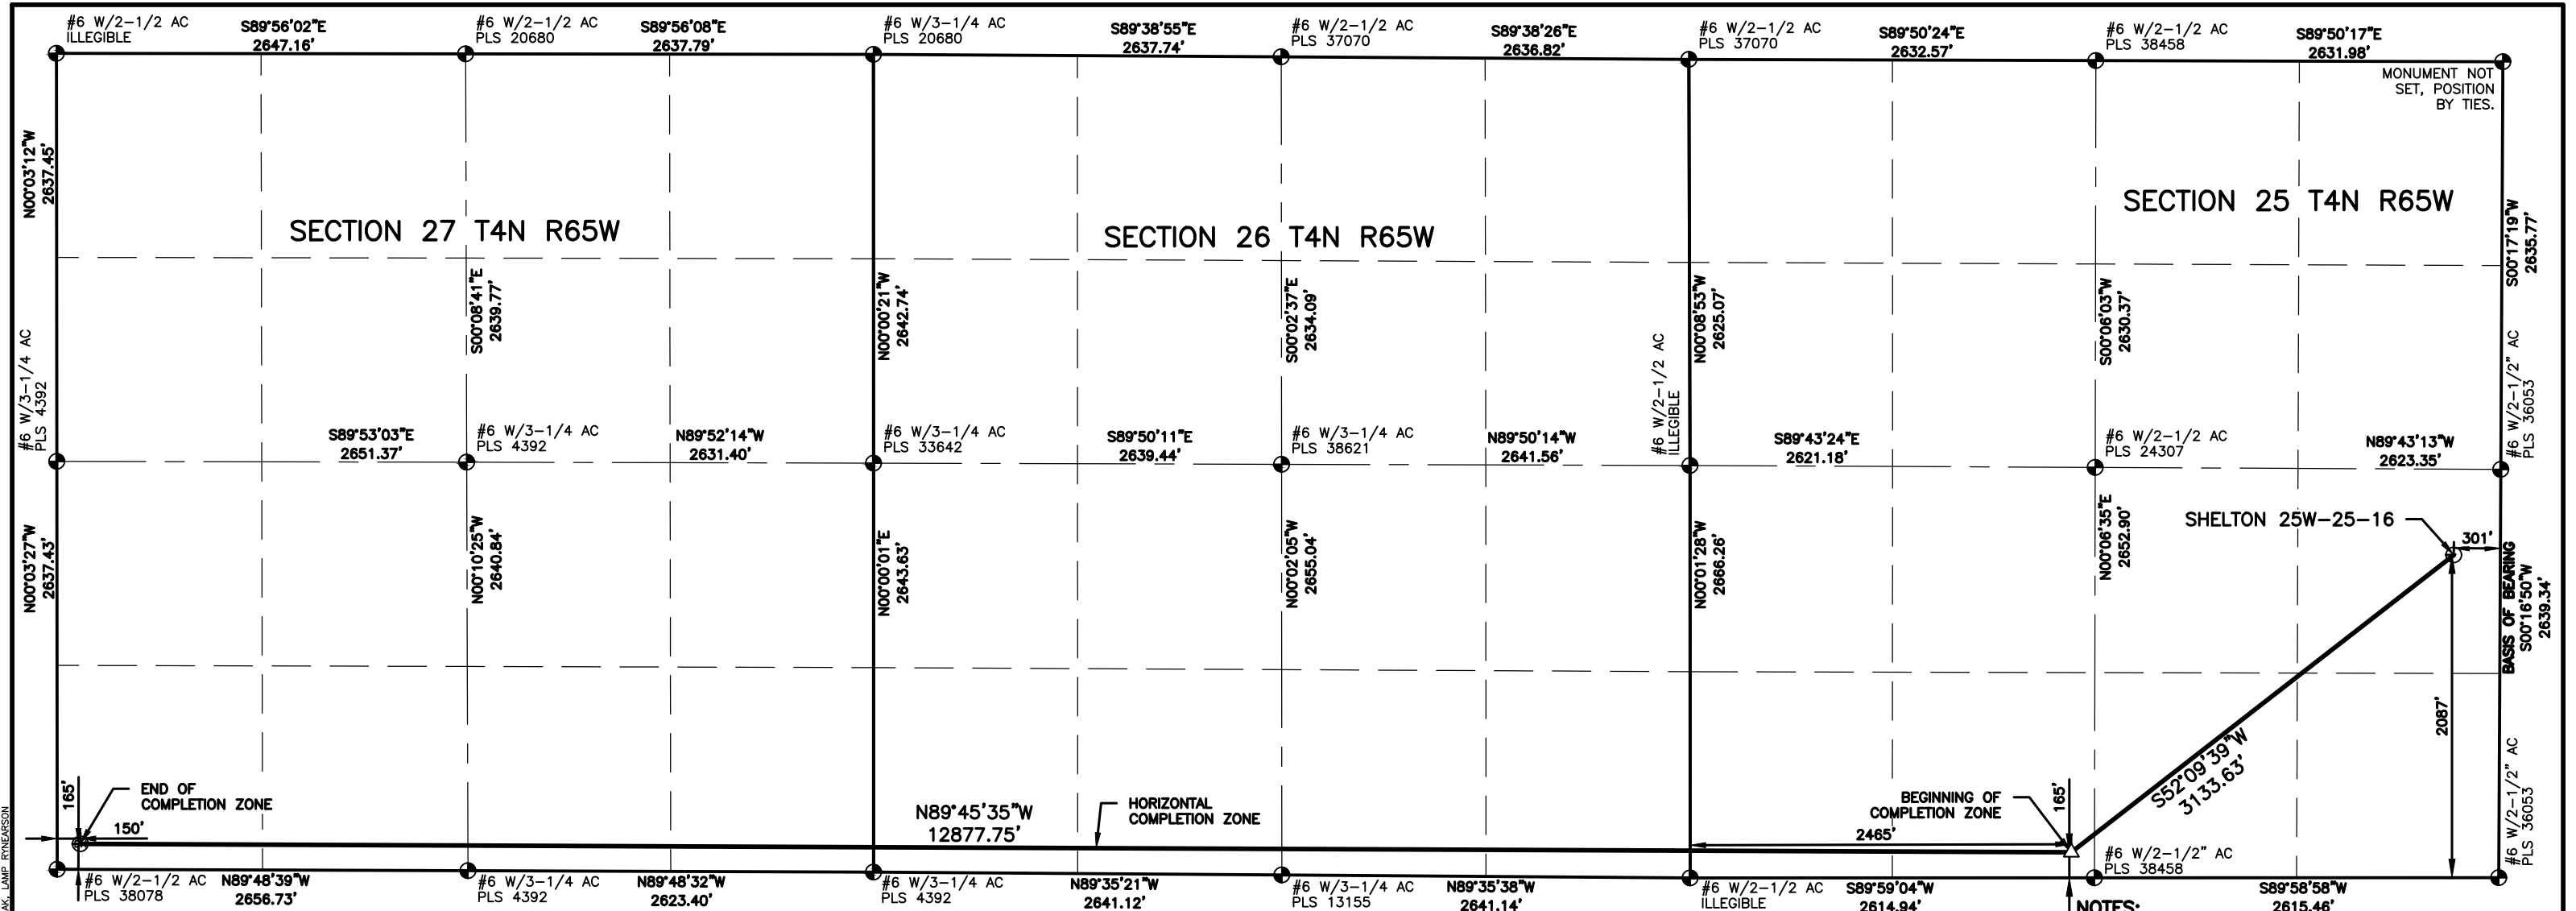 #6 W/2-1/2 AC
ILLEGIBLE
S89°56'02"E
2647.16'
#6 W/2-1/2 AC
PLS 20680
S89°56'08"E
2637.79'
#6 W/3-1/4 AC
PLS 20680
S89°38'55"E
2637.74'
#6 W/2-1/2 AC
PLS 37070
S89°38'26"E
2636.82'
#6 W/2-1/2 AC
PLS 37070
S89°50'24"E
2632.57'
#6 W/2-1/2 AC
PLS 38458
S89°50'17"E
2631.98'
MONUMENT NOT
SET, POSITION
BY TIES.
N00°03'12"W
2637.45'
SECTION 27 T4N R65W
SECTION 26 T4N R65W
SECTION 25 T4N R65W
S00°17'19"W
2635.77'
S00°08'41"E
2639.77'
N00°00'21"W
2642.74'
S00°02'37"E
2634.09'
N00°08'53"W
2625.07'
S00°06'03"W
2630.37'
#6 W/3-1/4 AC
PLS 4392
S89°53'03"E
2651.37'
#6 W/3-1/4 AC
PLS 4392
N89°52'14"W
2631.40'
#6 W/3-1/4 AC
PLS 33642
S89°50'11"E
2639.44'
#6 W/3-1/4 AC
PLS 38621
N89°50'14"W
2641.56'
#6 W/2-1/2 AC
ILLEGIBLE
S89°43'24"E
2621.18'
#6 W/2-1/2 AC
PLS 24307
N89°43'13"W
2623.35'
#6 W/2-1/2" AC
PLS 36053
N00°03'27"W
2637.43'
N00°10'25"W
2640.84'
N00°00'01"E
2643.63'
N00°02'05"W
2655.04'
N00°01'28"W
2666.26'
N00°06'35"E
2652.90'
SHELTON 25W-25-16
301'
BASIS OF BEARING
S00°16'50"W
2639.34'
2087'
S52°09'39"W
3133.63'
165'
END OF
COMPLETION ZONE
150'
N89°45'35"W
12877.75'
HORIZONTAL
COMPLETION ZONE
BEGINNING OF
COMPLETION ZONE
165'
2465'
#6 W/2-1/2 AC
PLS 38078
N89°48'39"W
2656.73'
#6 W/3-1/4 AC
PLS 4392
N89°48'32"W
2623.40'
#6 W/3-1/4 AC
PLS 4392
N89°35'21"W
2641.12'
#6 W/3-1/4 AC
PLS 13155
N89°35'38"W
2641.14'
#6 W/2-1/2 AC
ILLEGIBLE
S89°59'04"W
2614.94'
#6 W/2-1/2" AC
PLS 38458
S89°58'58"W
2615.46'
#6 W/2-1/2" AC
PLS 36053
NOTES:
LAMP RYNEARSON